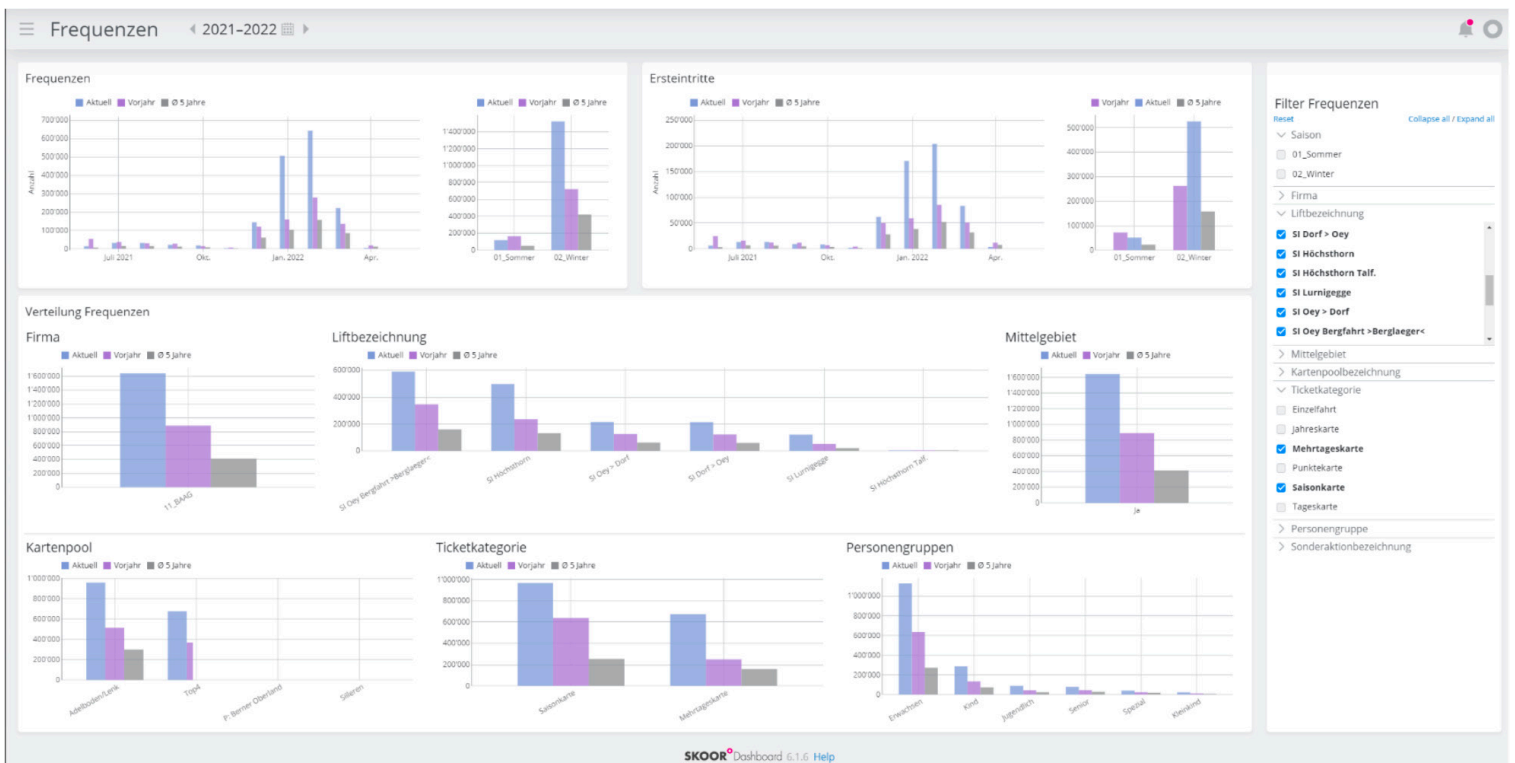 Frequenzen 2021–2022
Frequenzen
Aktuell Vorjahr Ø 5 Jahre
Anzahl
700'000
600'000
500'000
400'000
300'000
200'000
100'000
0
Juli 2021 Okt. Jan. 2022 Apr.
Aktuell Vorjahr Ø 5 Jahre
1'400'000
1'200'000
1'000'000
800'000
600'000
400'000
200'000
0
01_Sommer 02_Winter
Ersteintritte
Aktuell Vorjahr Ø 5 Jahre
Anzahl
250'000
200'000
150'000
100'000
50'000
0
Juli 2021 Okt. Jan. 2022 Apr.
Vorjahr Aktuell Ø 5 Jahre
500'000
400'000
300'000
200'000
100'000
0
01_Sommer 02_Winter
Verteilung Frequenzen
Firma
Aktuell Vorjahr Ø 5 Jahre
1'600'000
1'400'000
1'200'000
1'000'000
800'000
600'000
400'000
200'000
0
11_BAAG
Liftbezeichnung
Aktuell Vorjahr Ø 5 Jahre
600'000
400'000
200'000
0
SI Oey Bergfahrt >Berglaeger< SI Höchsthorn SI Oey > Dorf SI Dorf > Oey SI Lurnigegge SI Höchsthorn Talf.
Mittelgebiet
Aktuell Vorjahr Ø 5 Jahre
1'600'000
1'400'000
1'200'000
1'000'000
800'000
600'000
400'000
200'000
0
Ja
Kartenpool
Aktuell Vorjahr Ø 5 Jahre
1'000'000
800'000
600'000
400'000
200'000
0
Adelboden/Lenk Top4 P: Berner Oberland Silleren
Ticketkategorie
Aktuell Vorjahr Ø 5 Jahre
1'000'000
800'000
600'000
400'000
200'000
0
Saisonkarte Mehrtageskarte
Personengruppen
Aktuell Vorjahr Ø 5 Jahre
1'000'000
800'000
600'000
400'000
200'000
0
Erwachsen Kind Jugendlich Senior Spezial Kleinkind
Filter Frequenzen
Reset Collapse all / Expand all
Saison
01_Sommer
02_Winter
Firma
Liftbezeichnung
SI Dorf > Oey
SI Höchsthorn
SI Höchsthorn Talf.
SI Lurnigegge
SI Oey > Dorf
SI Oey Bergfahrt >Berglaeger<
Mittelgebiet
Kartenpoolbezeichnung
Ticketkategorie
Einzelfahrt
Jahreskarte
Mehrtageskarte
Punktekarte
Saisonkarte
Tageskarte
Personengruppe
Sonderaktionbezeichnung
SKOOR Dashboard 6.1.6 Help